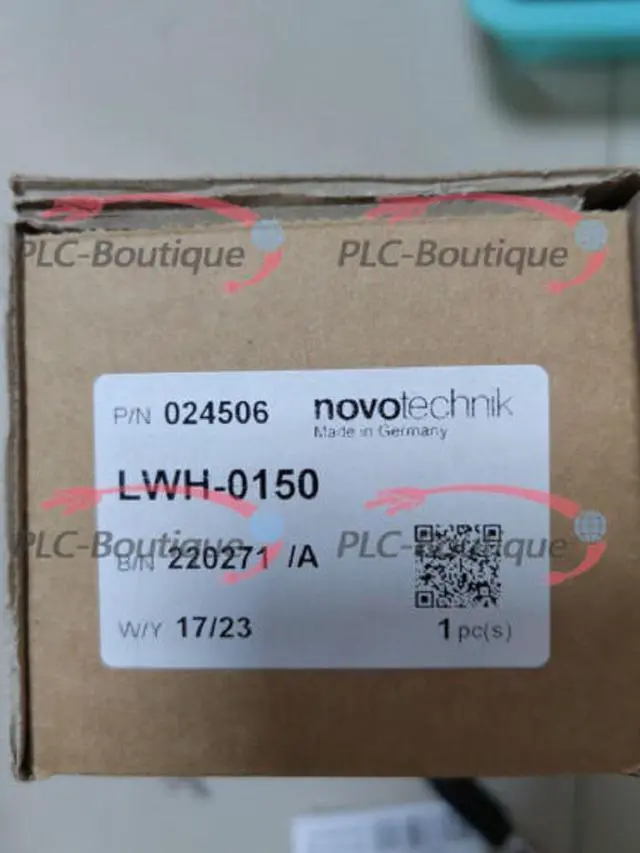 PLC-Boutique PLC-Boutique
P/N 024506 novotechnik
Made in Germany
LWH-0150
PLC-Boutique PLC-Boutique
B/N 220271 /A
W/Y 17/23 1 pc(s)